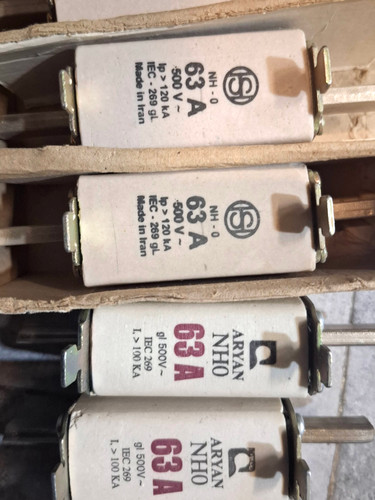 NH - 0
63 A
500 V ~
Ip > 120 kA
IEC - 269 gL
Made in Iran
NH - 0
63 A
500 V ~
Ip > 120 kA
IEC - 269 gL
Made in Iran
ARYAN
NH0
63 A
gl 500V~
IEC 269
I, > 100 KA
ARYAN
NH0
63 A
gl 500V~
IEC 269
I, > 100 KA